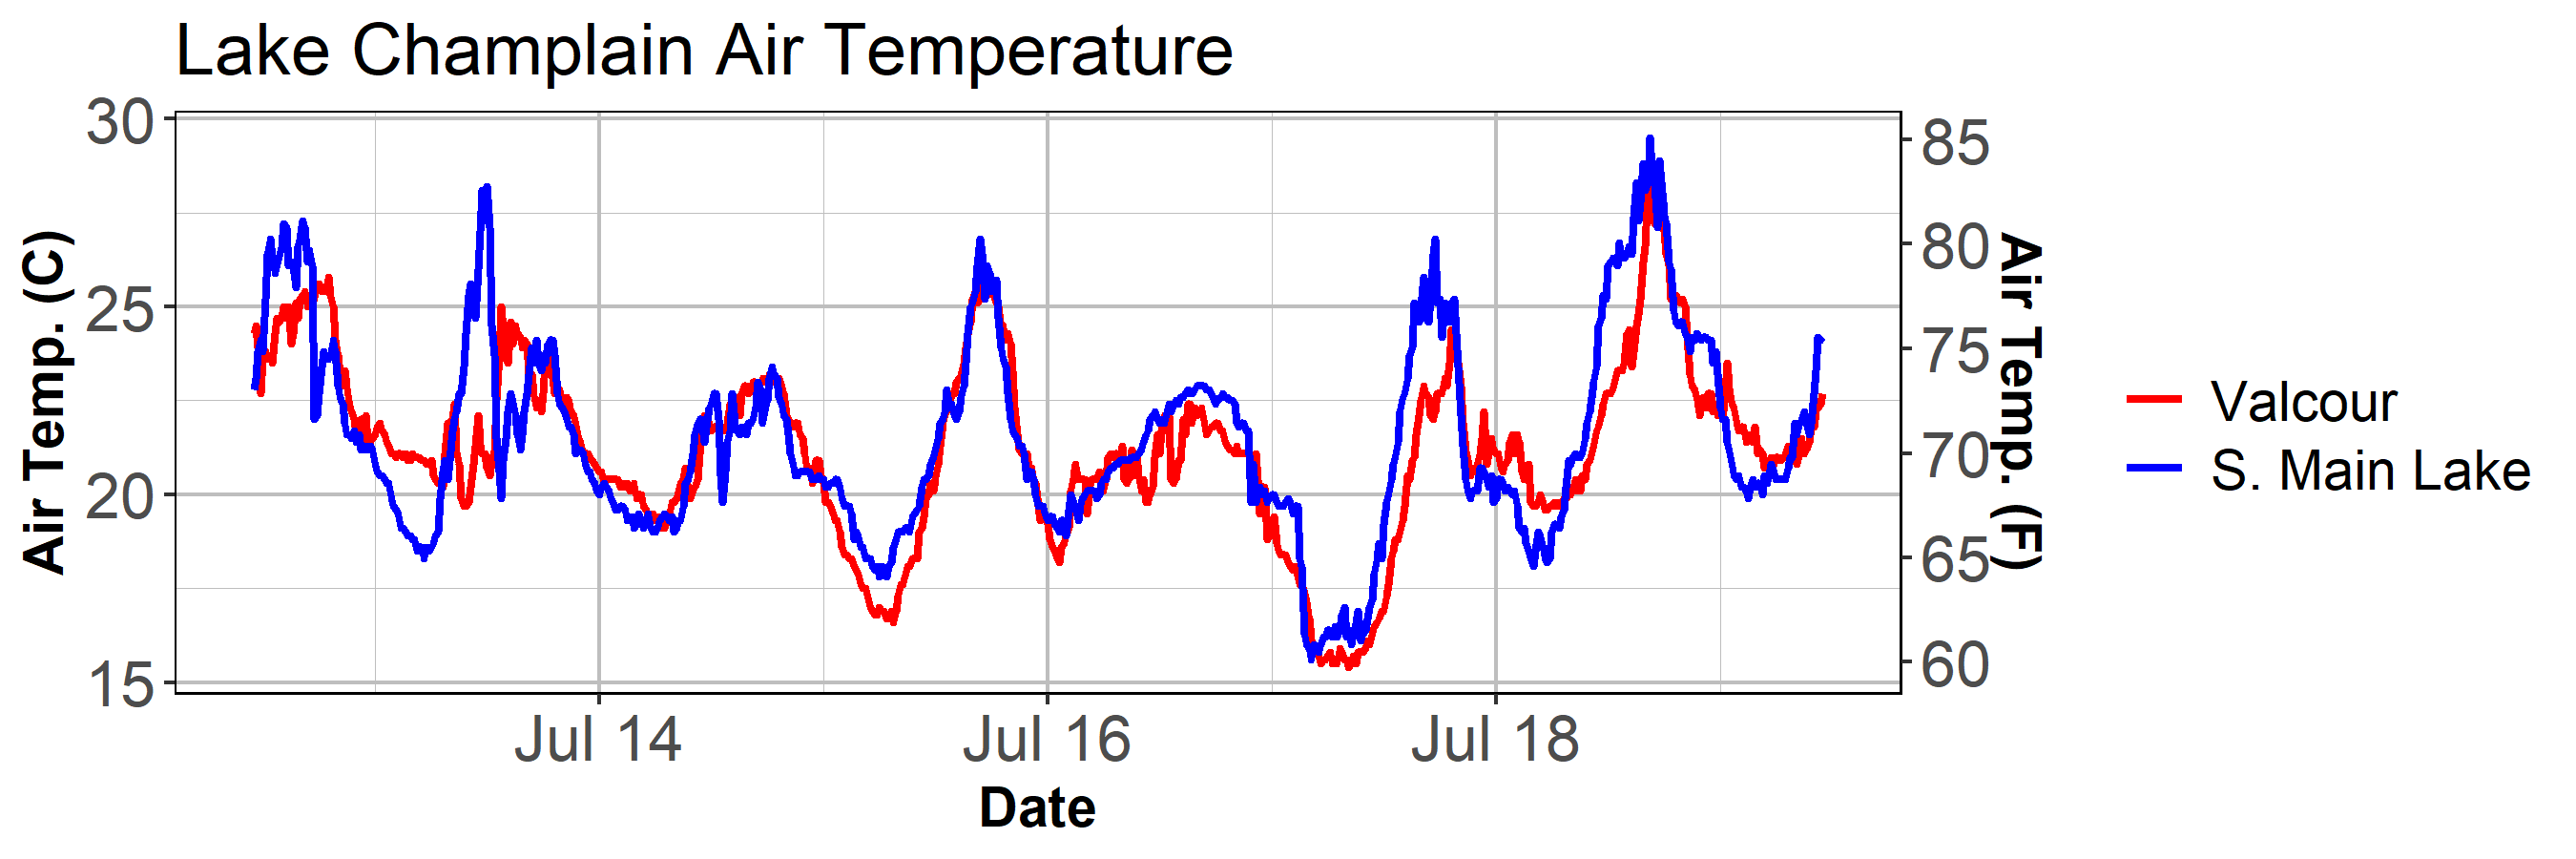 Lake Champlain Air Temperature
Air Temp. (C)
30
25
20
15
85
80
75
70
65
60
Air Temp. (F)
Jul 14
Jul 16
Jul 18
Date
Valcour
S. Main Lake